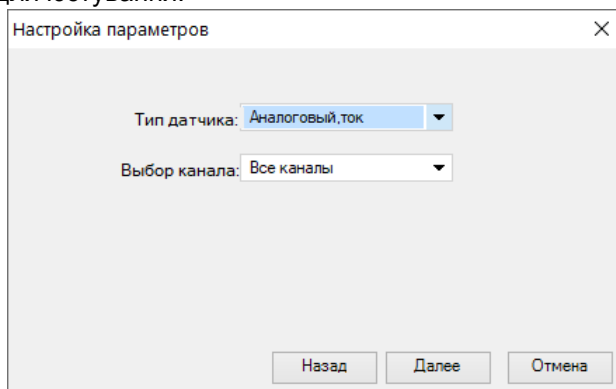 Настройка параметров
Тип датчика: Аналоговый,ток
Выбор канала: Все каналы
Назад Далее Отмена